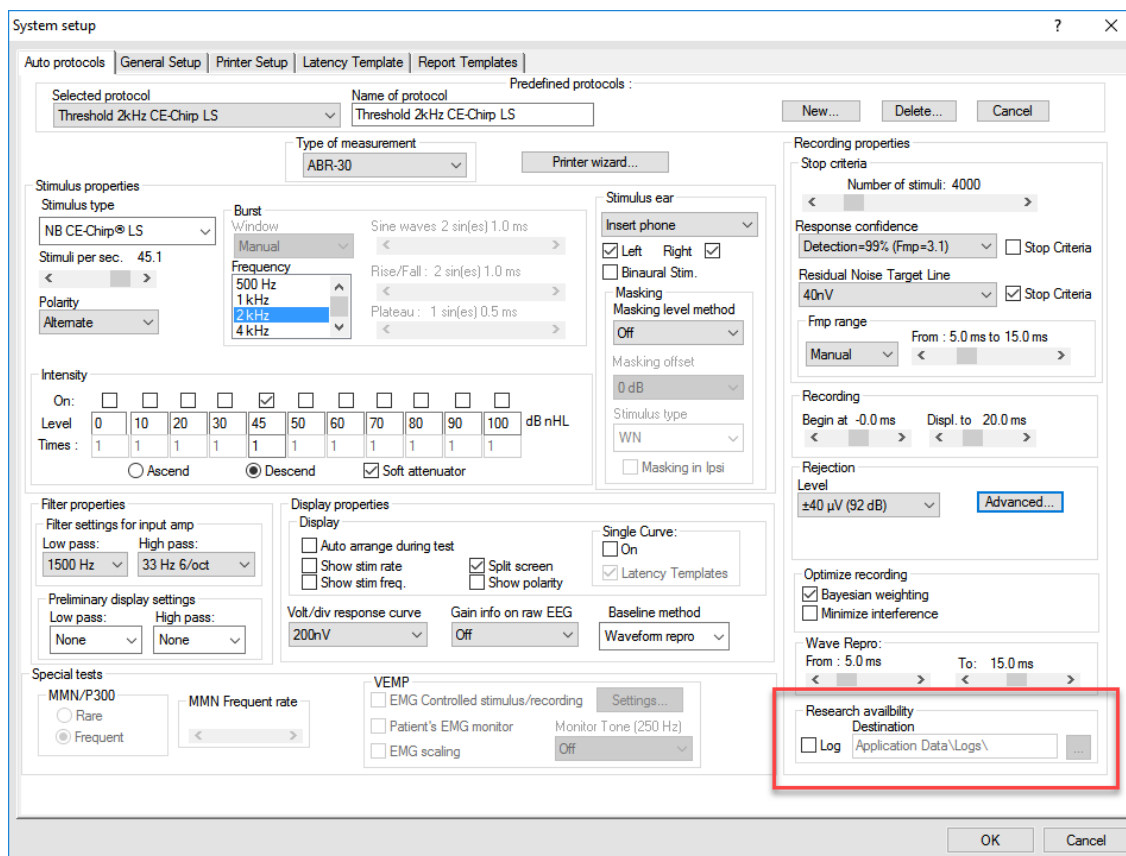 System setup
? X
Auto protocols General Setup Printer Setup Latency Template Report Templates
Predefined protocols :
Selected protocol
Threshold 2kHz CE-Chirp LS
Name of protocol
Threshold 2kHz CE-Chirp LS
New... Delete... Cancel
Type of measurement
ABR-30
Printer wizard...
Stimulus properties
Stimulus type
NB CE-Chirp® LS
Stimuli per sec. 45.1
Polarity
Alternate
Burst
Window
Manual
Frequency
500 Hz
1 kHz
2 kHz
4 kHz
Sine waves 2 sin(es) 1.0 ms
Rise/Fall : 2 sin(es) 1.0 ms
Plateau : 1 sin(es) 0.5 ms
Intensity
On:
Level 0 10 20 30 45 50 60 70 80 90 100 dB nHL
Times : 1 1 1 1 1 1 1 1 1 1 1
Ascend Descend Soft attenuator
Stimulus ear
Insert phone
Left Right
Binaural Stim.
Masking
Masking level method
Off
Masking offset
0 dB
Stimulus type
WN
Masking in Ipsi
Recording properties
Stop criteria
Number of stimuli: 4000
Response confidence
Detection=99% (Fmp=3.1) Stop Criteria
Residual Noise Target Line
40nV Stop Criteria
Fmp range
Manual
From : 5.0 ms to 15.0 ms
Recording
Begin at -0.0 ms Displ. to 20.0 ms
Rejection
Level
±40 µV (92 dB)
Advanced...
Optimize recording
Bayesian weighting
Minimize interference
Wave Repro:
From : 5.0 ms To: 15.0 ms
Research availbility
Destination
Log Application Data\Logs\ ...
Filter properties
Filter settings for input amp
Low pass: High pass:
1500 Hz 33 Hz 6/oct
Preliminary display settings
Low pass: High pass:
None None
Display properties
Display
Auto arrange during test
Show stim rate Split screen
Show stim freq. Show polarity
Single Curve:
On
Latency Templates
Volt/div response curve
200nV
Gain info on raw EEG
Off
Baseline method
Waveform repro
Special tests
MMN/P300
Rare
Frequent
MMN Frequent rate
VEMP
EMG Controlled stimulus/recording Settings...
Patient's EMG monitor
EMG scaling
Monitor Tone (250 Hz)
Off
OK Cancel